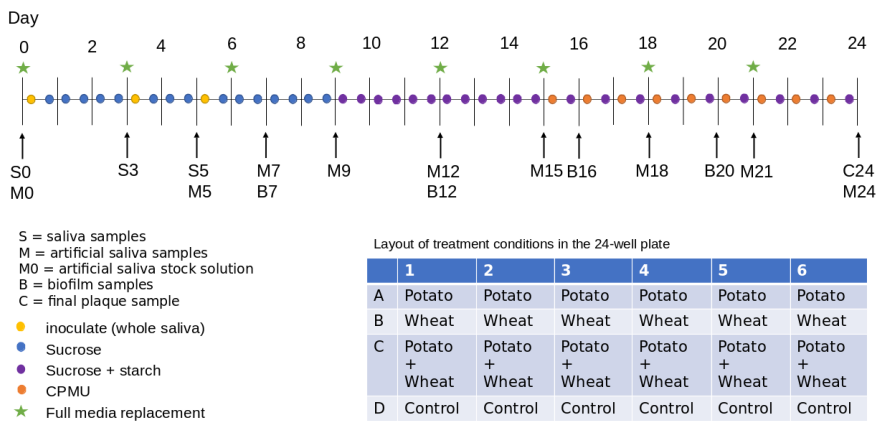 Day
0 2 4 6 8 10 12 14 16 18 20 22 24
S0 S3 S5 M7 M9 M12 M15 B16 M18 B20 M21 C24
M0 M5 B7 B12 M24
S = saliva samples
M = artificial saliva samples
M0 = artificial saliva stock solution
B = biofilm samples
C = final plaque sample
inoculate (whole saliva)
Sucrose
Sucrose + starch
CPMU
Full media replacement
Layout of treatment conditions in the 24-well plate
1 2 3 4 5 6
A Potato Potato Potato Potato Potato Potato
B Wheat Wheat Wheat Wheat Wheat Wheat
C Potato Potato Potato Potato Potato Potato
+ + + + + +
Wheat Wheat Wheat Wheat Wheat Wheat
D Control Control Control Control Control Control